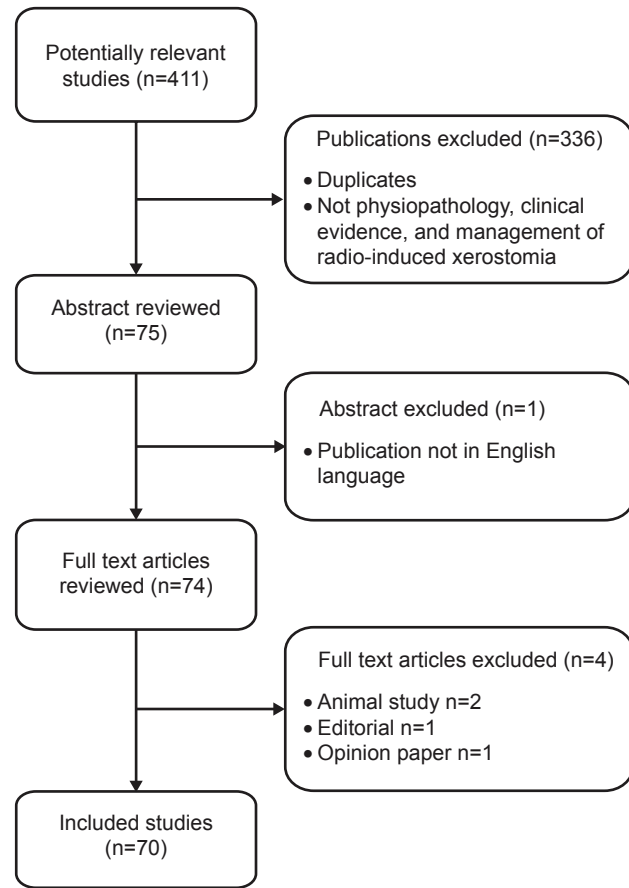 Potentially relevant
studies (n=411)
Publications excluded (n=336)
• Duplicates
• Not physiopathology, clinical
evidence, and management of
radio-induced xerostomia
Abstract reviewed
(n=75)
Abstract excluded (n=1)
• Publication not in English
language
Full text articles
reviewed (n=74)
Full text articles excluded (n=4)
• Animal study n=2
• Editorial n=1
• Opinion paper n=1
Included studies
(n=70)